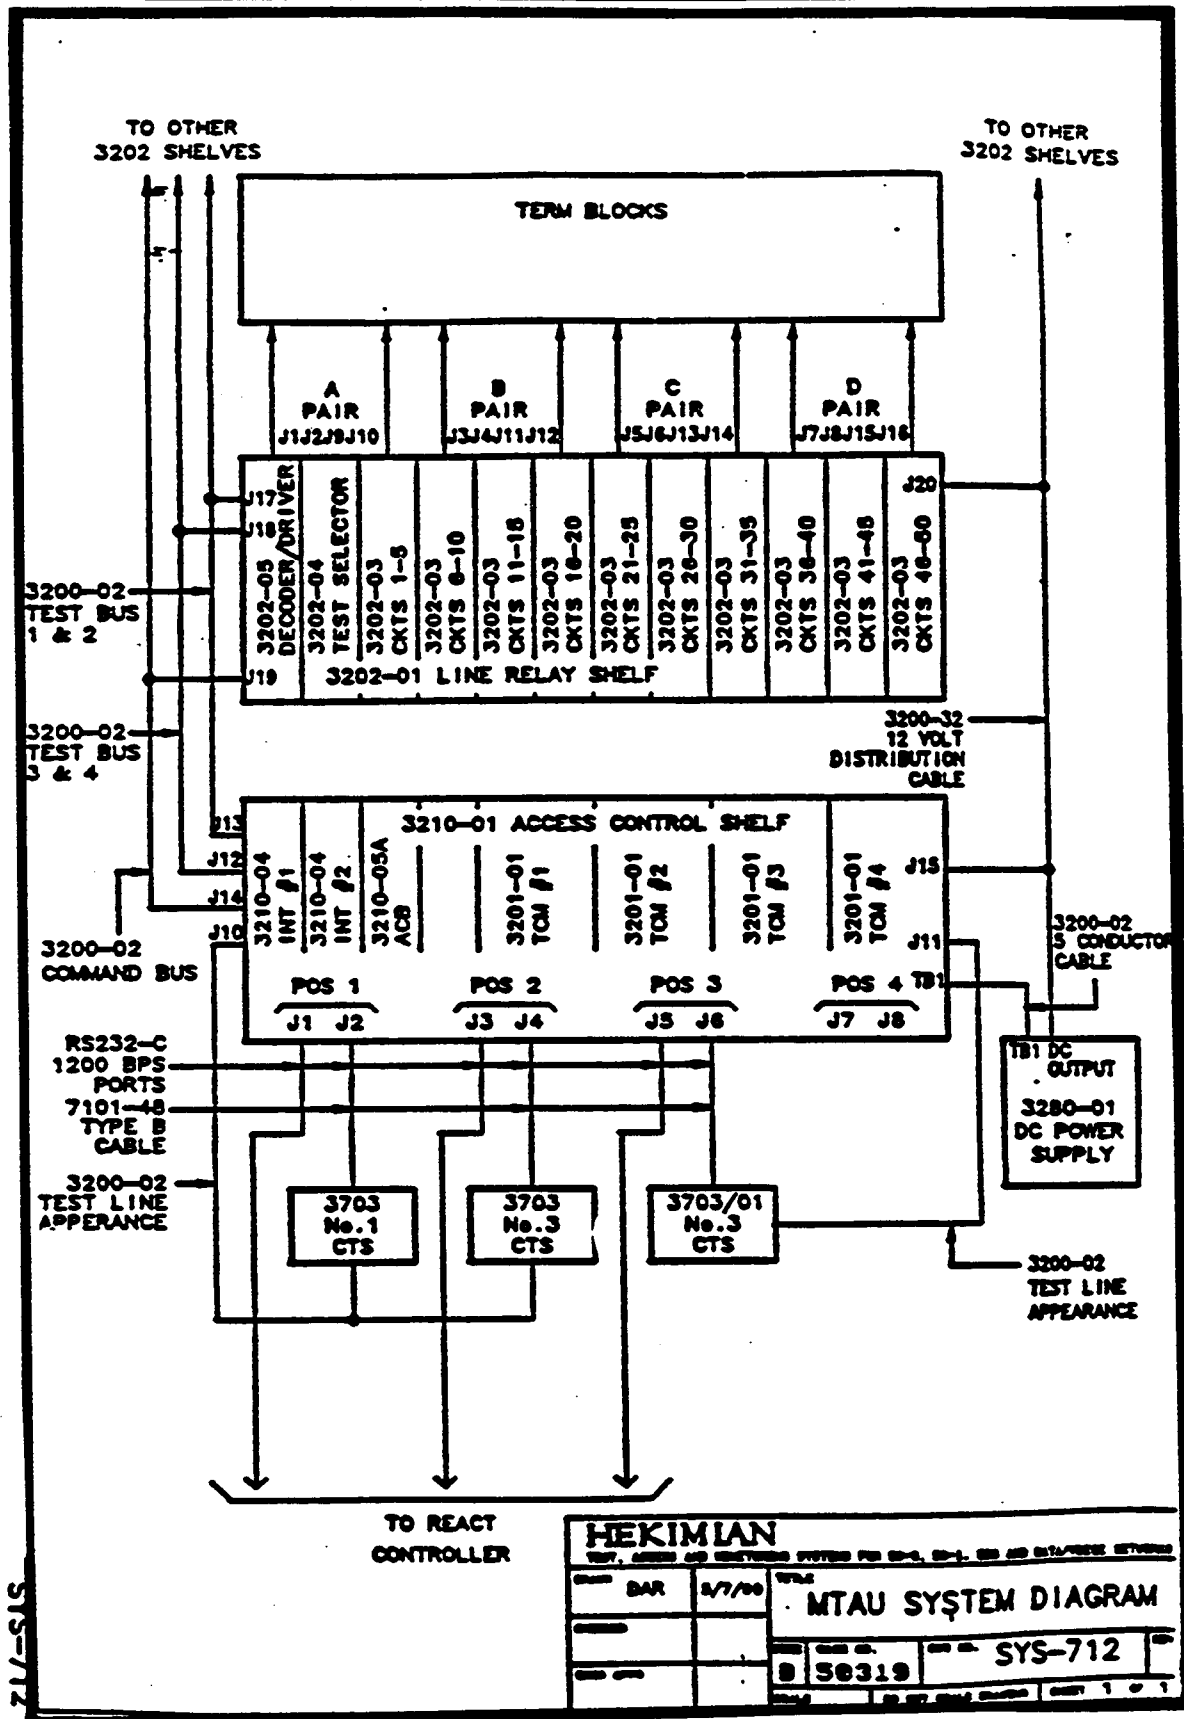 TO OTHER
3202 SHELVES
TO OTHER
3202 SHELVES
TERM BLOCKS
A
PAIR
J1J2J9J10
B
PAIR
J3J4J11J12
C
PAIR
J5J6J13J14
D
PAIR
J7J8J15J16
J17
J18
J19
J20
3202-05
DECODER/DRIVER
3202-04
TEST SELECTOR
3202-03
CKTS 1-5
3202-03
CKTS 6-10
3202-03
CKTS 11-15
3202-03
CKTS 16-20
3202-03
CKTS 21-25
3202-03
CKTS 26-30
3202-03
CKTS 31-35
3202-03
CKTS 36-40
3202-03
CKTS 41-45
3202-03
CKTS 46-50
3202-01 LINE RELAY SHELF
3200-02
TEST BUS
1 & 2
3200-02
TEST BUS
3 & 4
3200-32
12 VOLT
DISTRIBUTION
CABLE
3210-01 ACCESS CONTROL SHELF
J13
J12
J14
J10
3210-04
INT #1
3210-04
INT #2
3210-05A
ACB
3201-01
TCM #1
3201-01
TCM #2
3201-01
TCM #3
3201-01
TCM #4
J15
J11
TB1
3200-02
COMMAND BUS
3200-02
5 CONDUCTOR
CABLE
POS 1
J1 J2
POS 2
J3 J4
POS 3
J5 J6
POS 4
J7 J8
RS232-C
1200 BPS
PORTS
7101-48
TYPE B
CABLE
3200-02
TEST LINE
APPERANCE
TB1 DC
OUTPUT
3280-01
DC POWER
SUPPLY
3703
No.1
CTS
3703
No.3
CTS
3703/01
No.3
CTS
3200-02
TEST LINE
APPEARANCE
TO REACT
CONTROLLER
HEKIMIAN
DAR
TITLE
MTAU SYSTEM DIAGRAM
B
50319
SYS-712
SHEET 1 OF 1
SYS-712